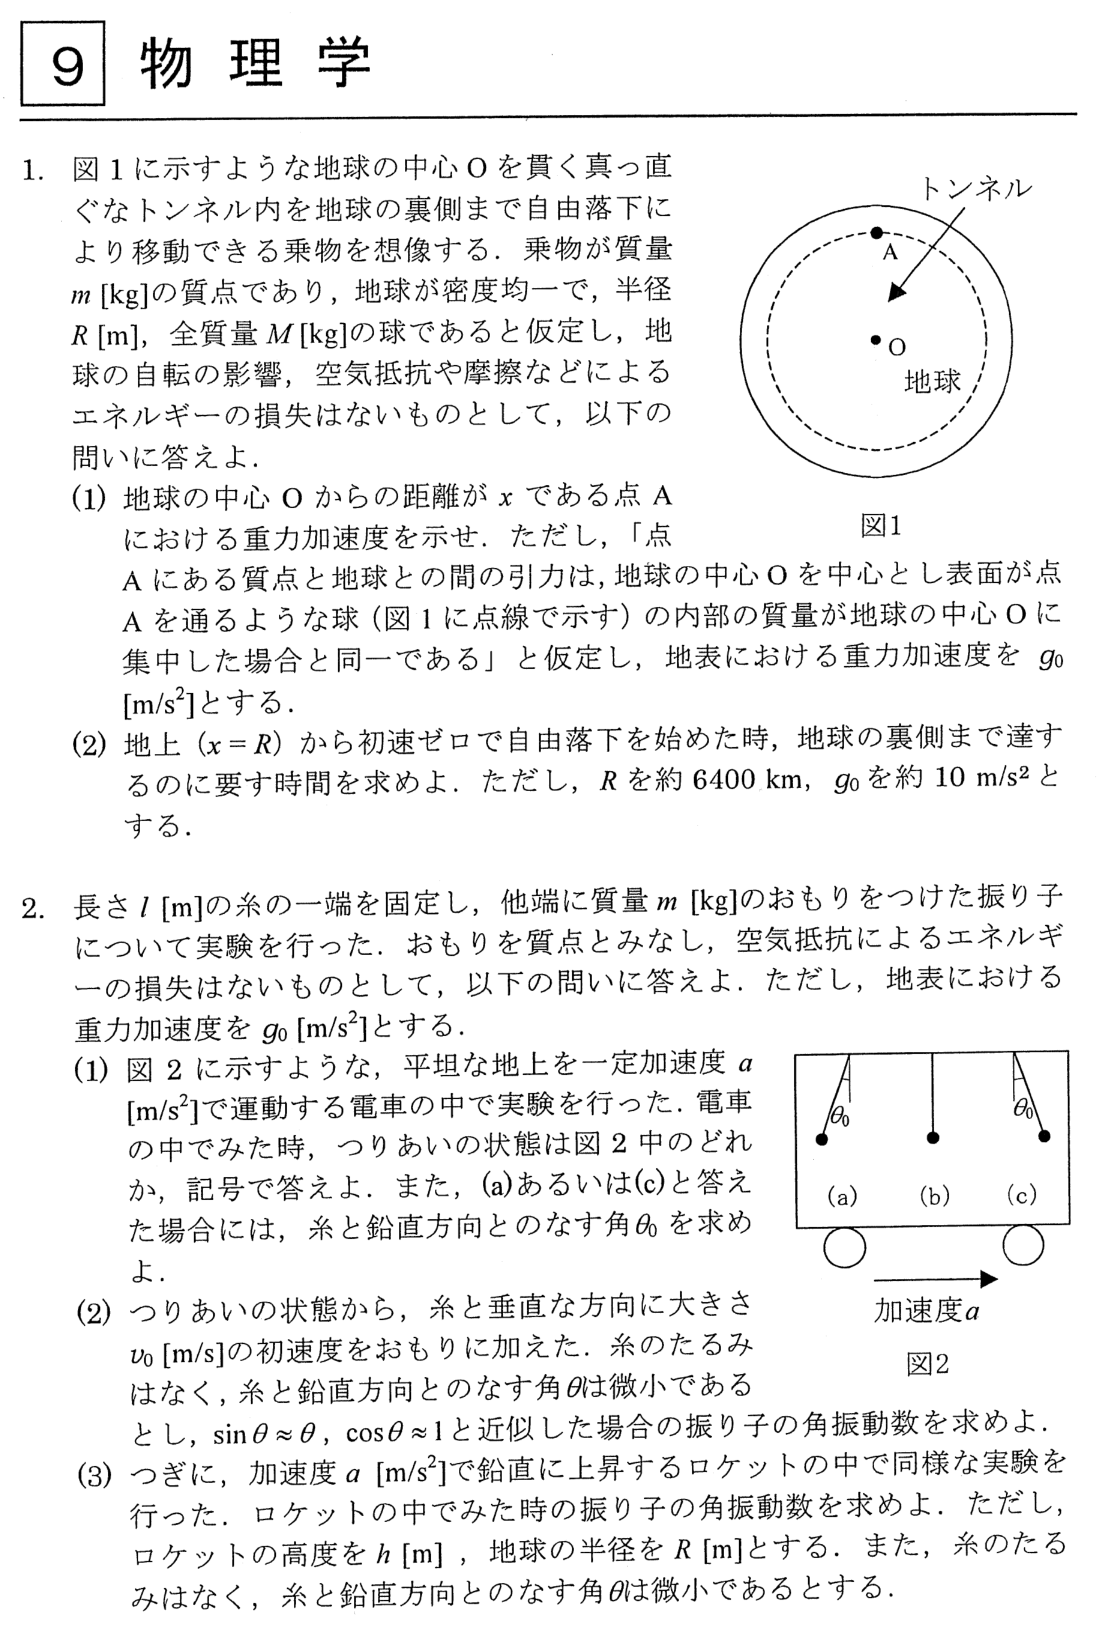 9 物理学
1. 図1に示すような地球の中心Oを貫く真っ直
トンネル
ぐなトンネル内を地球の裏側まで自由落下に
より移動できる乗物を想像する．乗物が質量
A
m [kg]の質点であり，地球が密度均一で，半径
R [m]，全質量M [kg]の球であると仮定し，地
O
球の自転の影響，空気抵抗や摩擦などによる
地球
エネルギーの損失はないものとして，以下の
問いに答えよ．
(1) 地球の中心Oからの距離がxである点A
図1
における重力加速度を示せ．ただし，「点
Aにある質点と地球との間の引力は，地球の中心Oを中心とし表面が点
Aを通るような球（図1に点線で示す）の内部の質量が地球の中心Oに
集中した場合と同一である」と仮定し，地表における重力加速度を g₀
[m/s²]とする．
(2) 地上（x = R）から初速ゼロで自由落下を始めた時，地球の裏側まで達す
るのに要す時間を求めよ．ただし，Rを約6400 km，g₀を約10 m/s²と
する．
2. 長さl [m]の糸の一端を固定し，他端に質量m [kg]のおもりをつけた振り子
について実験を行った．おもりを質点とみなし，空気抵抗によるエネルギ
ーの損失はないものとして，以下の問いに答えよ．ただし，地表における
重力加速度をg₀ [m/s²]とする．
(1) 図2に示すような，平坦な地上を一定加速度a
[m/s²]で運動する電車の中で実験を行った．電車
θ₀ θ₀
の中でみた時，つりあいの状態は図2中のどれ
か，記号で答えよ．また，(a)あるいは(c)と答え
(a) (b) (c)
た場合には，糸と鉛直方向とのなす角θ₀を求め
よ．
(2) つりあいの状態から，糸と垂直な方向に大きさ
加速度a
v₀ [m/s]の初速度をおもりに加えた．糸のたるみ
図2
はなく，糸と鉛直方向とのなす角θは微小である
とし，sinθ≈θ，cosθ≈1と近似した場合の振り子の角振動数を求めよ．
(3) つぎに，加速度a [m/s²]で鉛直に上昇するロケットの中で同様な実験を
行った．ロケットの中でみた時の振り子の角振動数を求めよ．ただし，
ロケットの高度をh [m]，地球の半径をR [m]とする．また，糸のたる
みはなく，糸と鉛直方向とのなす角θは微小であるとする．